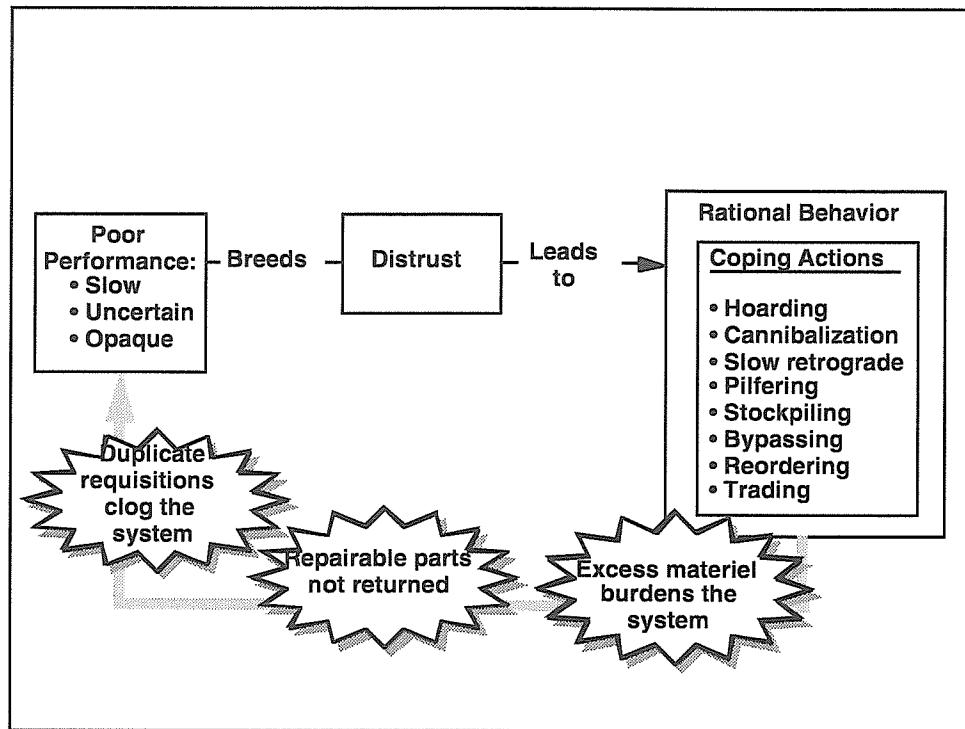 Poor
Performance:
• Slow
• Uncertain
• Opaque
Breeds
Distrust
Leads
to
Rational Behavior
Coping Actions
• Hoarding
• Cannibalization
• Slow retrograde
• Pilfering
• Stockpiling
• Bypassing
• Reordering
• Trading
Duplicate
requisitions
clog the
system
Repairable parts
not returned
Excess materiel
burdens the
system